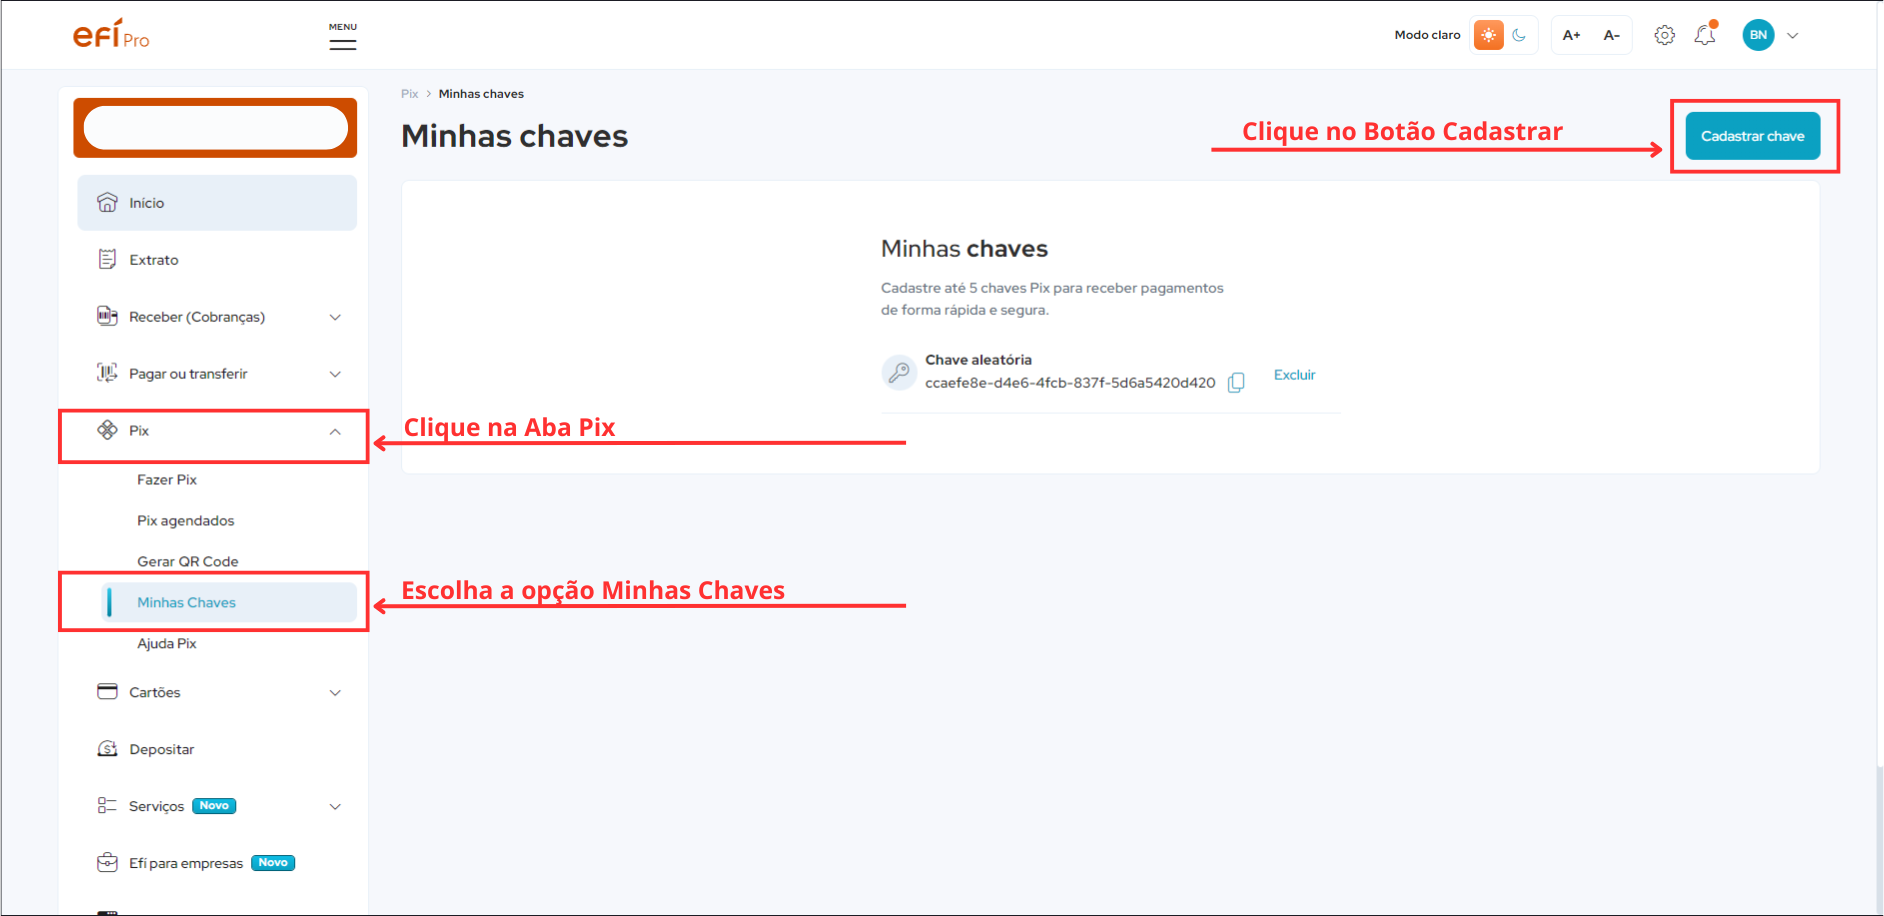 efí Pro
MENU
Modo claro
A+ A-
BN
Pix > Minhas chaves
Minhas chaves
Clique no Botão Cadastrar
Cadastrar chave
Início
Extrato
Receber (Cobranças)
Pagar ou transferir
Pix
Fazer Pix
Pix agendados
Gerar QR Code
Minhas Chaves
Ajuda Pix
Cartões
Depositar
Serviços Novo
Efí para empresas Novo
Minhas chaves
Cadastre até 5 chaves Pix para receber pagamentos
de forma rápida e segura.
Chave aleatória
ccaefe8e-d4e6-4fcb-837f-5d6a5420d420
Excluir
Clique na Aba Pix
Escolha a opção Minhas Chaves